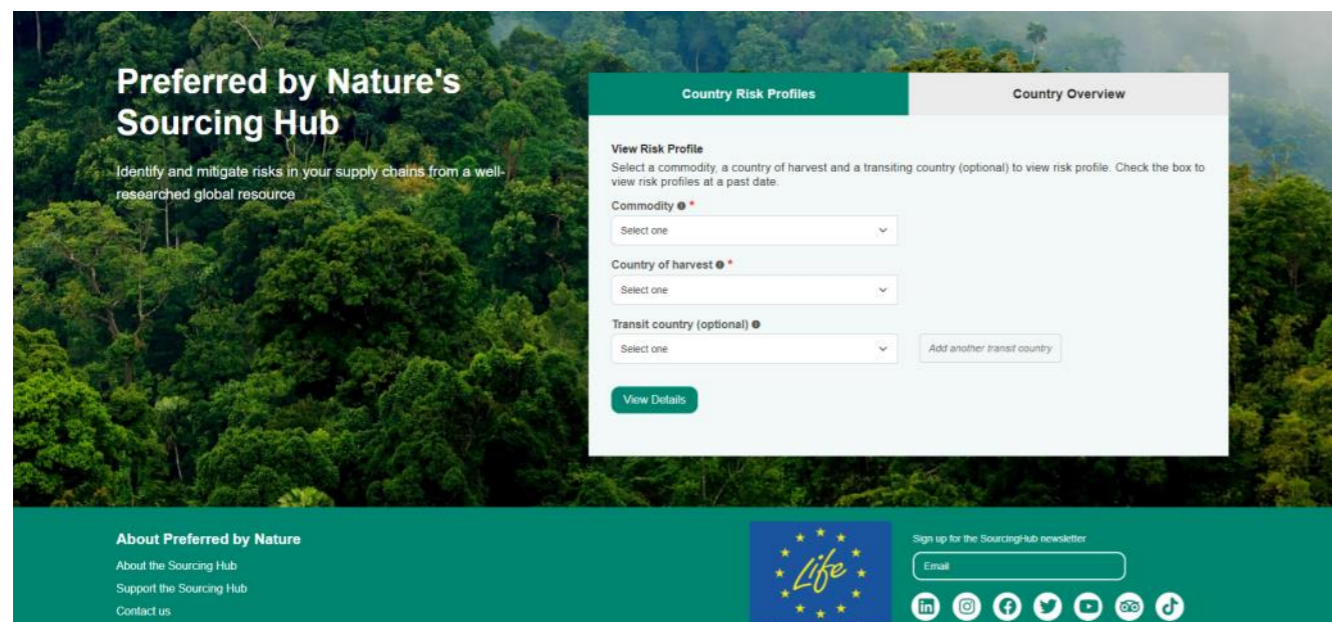 Preferred by Nature's
Sourcing Hub
Identify and mitigate risks in your supply chains from a well-
researched global resource
Country Risk Profiles
Country Overview
View Risk Profile
Select a commodity, a country of harvest and a transiting country (optional) to view risk profile. Check the box to
view risk profiles at a past date.
Commodity *
Select one
Country of harvest *
Select one
Transit country (optional)
Select one
Add another transit country
View Details
About Preferred by Nature
About the Sourcing Hub
Support the Sourcing Hub
Contact us
Life
Sign up for the SourcingHub newsletter
Email